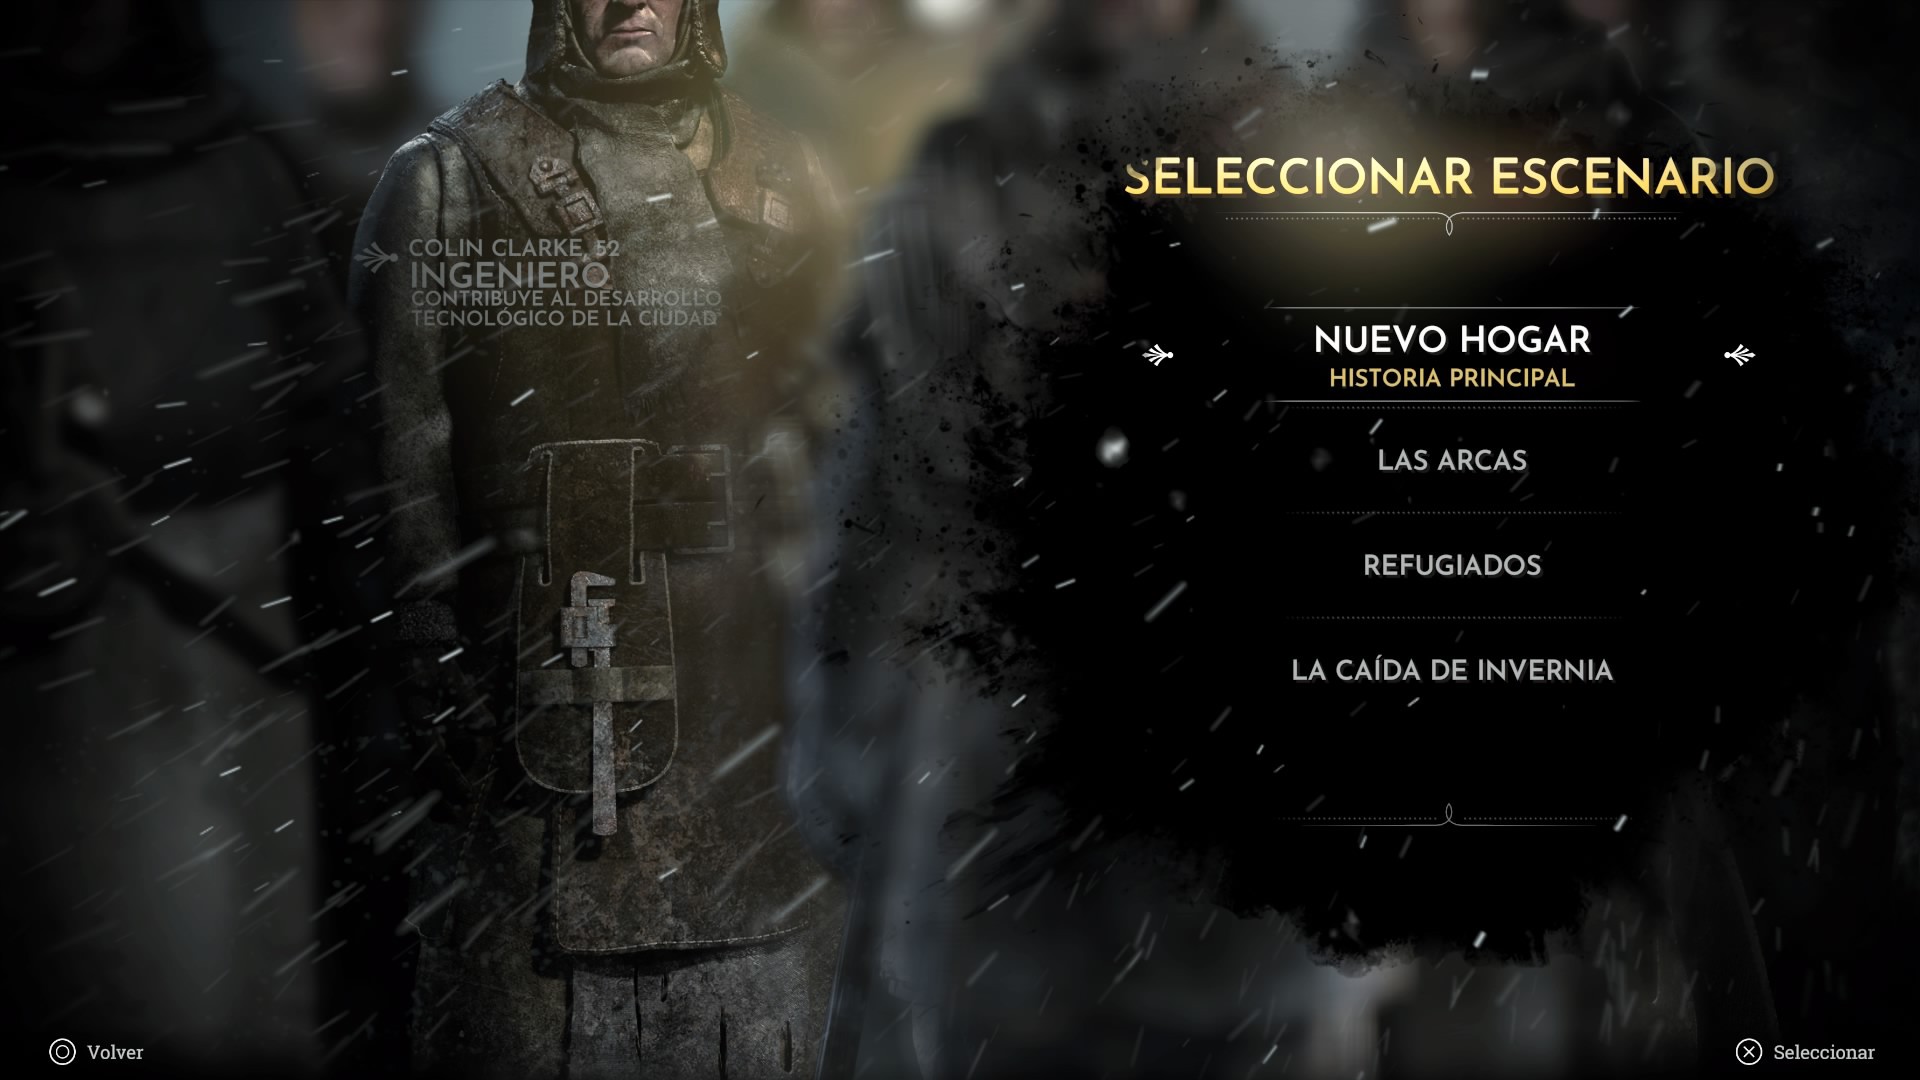 COLIN CLARKE, 52
INGENIERO
CONTRIBUYE AL DESARROLLO
TECNOLÓGICO DE LA CIUDAD
SELECCIONAR ESCENARIO
NUEVO HOGAR
HISTORIA PRINCIPAL
LAS ARCAS
REFUGIADOS
LA CAÍDA DE INVERNIA
Volver
Seleccionar